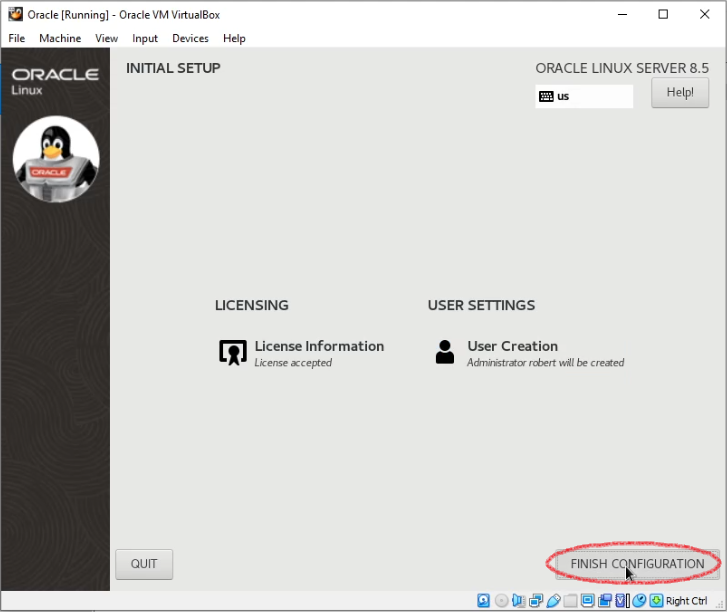 Oracle [Running] - Oracle VM VirtualBox
File Machine View Input Devices Help
ORACLE
Linux
INITIAL SETUP
ORACLE LINUX SERVER 8.5
us
Help!
ORACLE
LICENSING
USER SETTINGS
License Information
License accepted
User Creation
Administrator robert will be created
QUIT
FINISH CONFIGURATION
Right Ctrl